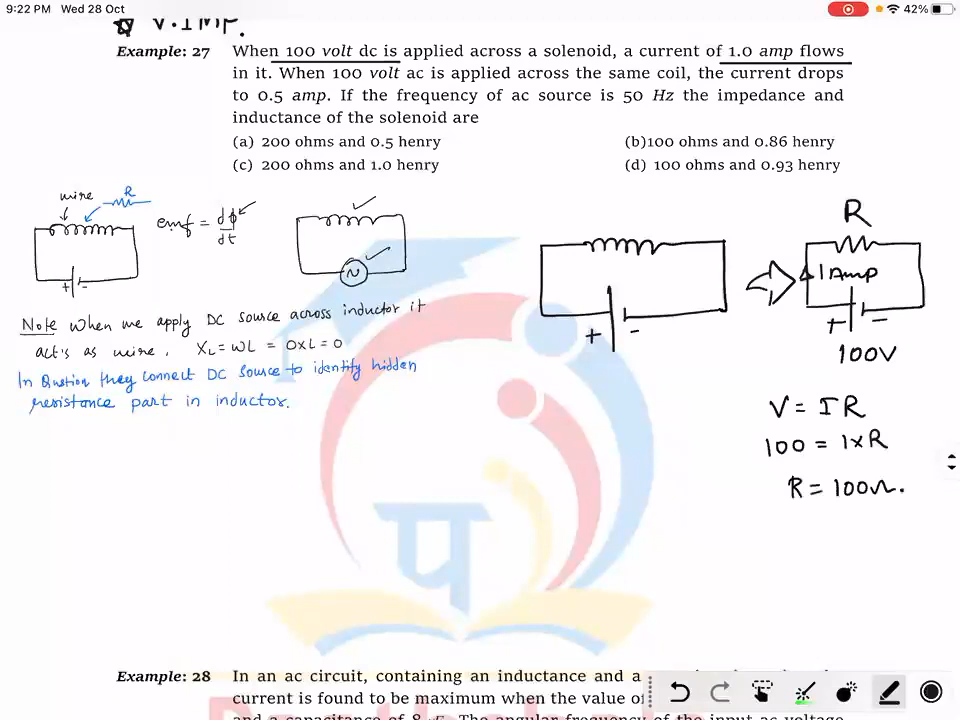 9:22 PM Wed 28 Oct
42%
V.IMP.
Example: 27 When 100 volt dc is applied across a solenoid, a current of 1.0 amp flows
in it. When 100 volt ac is applied across the same coil, the current drops
to 0.5 amp. If the frequency of ac source is 50 Hz the impedance and
inductance of the solenoid are
(a) 200 ohms and 0.5 henry (b)100 ohms and 0.86 henry
(c) 200 ohms and 1.0 henry (d) 100 ohms and 0.93 henry
wire R
emf = dϕ/dt
+ -
N
+ -
R
1 Amp
+ -
100V
Note when we apply DC source across inductor it
act's as wire. XL = ωL = 0×L = 0
In Qustion they connect DC source to identify hidden
resistance part in inductor.
V = IR
100 = 1×R
R = 100Ω.
प
Example: 28 In an ac circuit, containing an inductance and a
current is found to be maximum when the value of